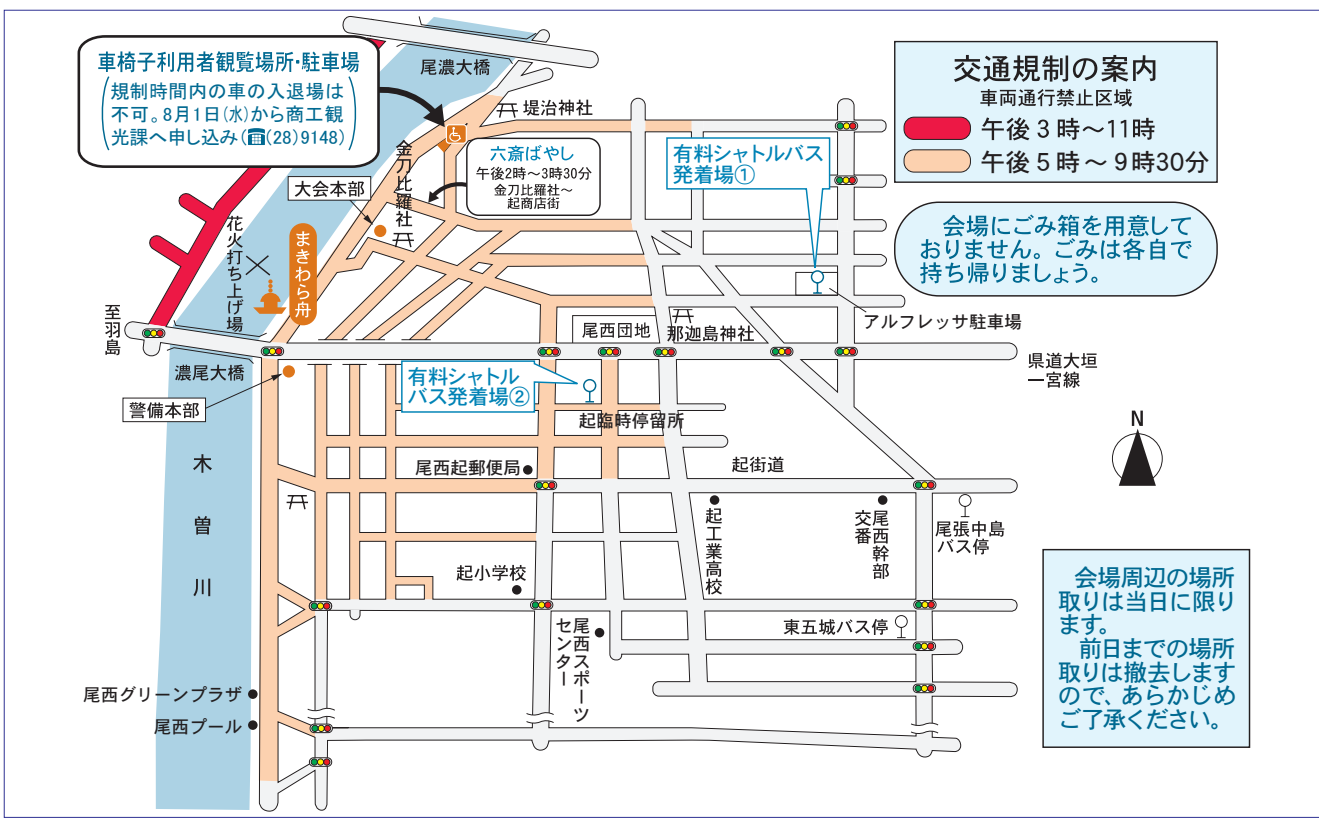 車椅子利用者観覧場所・駐車場
規制時間内の車の入退場は
不可。8月1日(水)から商工観
光課へ申し込み(☎(28)9148)
尾濃大橋
堤治神社
六斎ばやし
午後2時〜3時30分
金刀比羅社〜
起商店街
金刀比羅社
大会本部
花火打ち上げ場
まきわら舟
至羽島
濃尾大橋
警備本部
木曽川
有料シャトルバス
発着場①
アルフレッサ駐車場
尾西団地
那迦島神社
県道大垣
一宮線
有料シャトル
バス発着場②
起臨時停留所
尾西起郵便局
起街道
起工業高校
尾西幹部
交番
尾張中島
バス停
起小学校
尾西スポーツ
センター
東五城バス停
尾西グリーンプラザ
尾西プール
交通規制の案内
車両通行禁止区域
午後3時〜11時
午後5時〜9時30分
会場にごみ箱を用意して
おりません。ごみは各自で
持ち帰りましょう。
N
会場周辺の場所
取りは当日に限り
ます。
前日までの場所
取りは撤去します
ので、あらかじめ
ご了承ください。